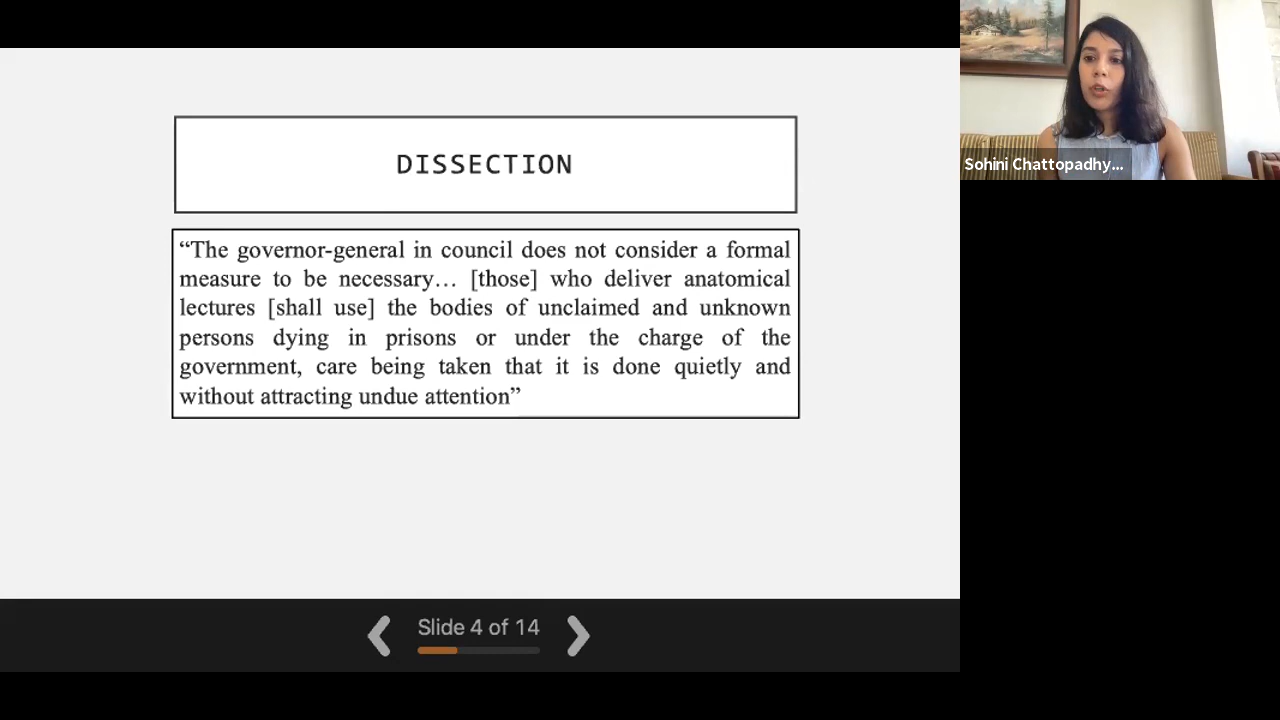 DISSECTION
“The governor-general in council does not consider a formal
measure to be necessary… [those] who deliver anatomical
lectures [shall use] the bodies of unclaimed and unknown
persons dying in prisons or under the charge of the
government, care being taken that it is done quietly and
without attracting undue attention”
Slide 4 of 14
Sohini Chattopadhy...